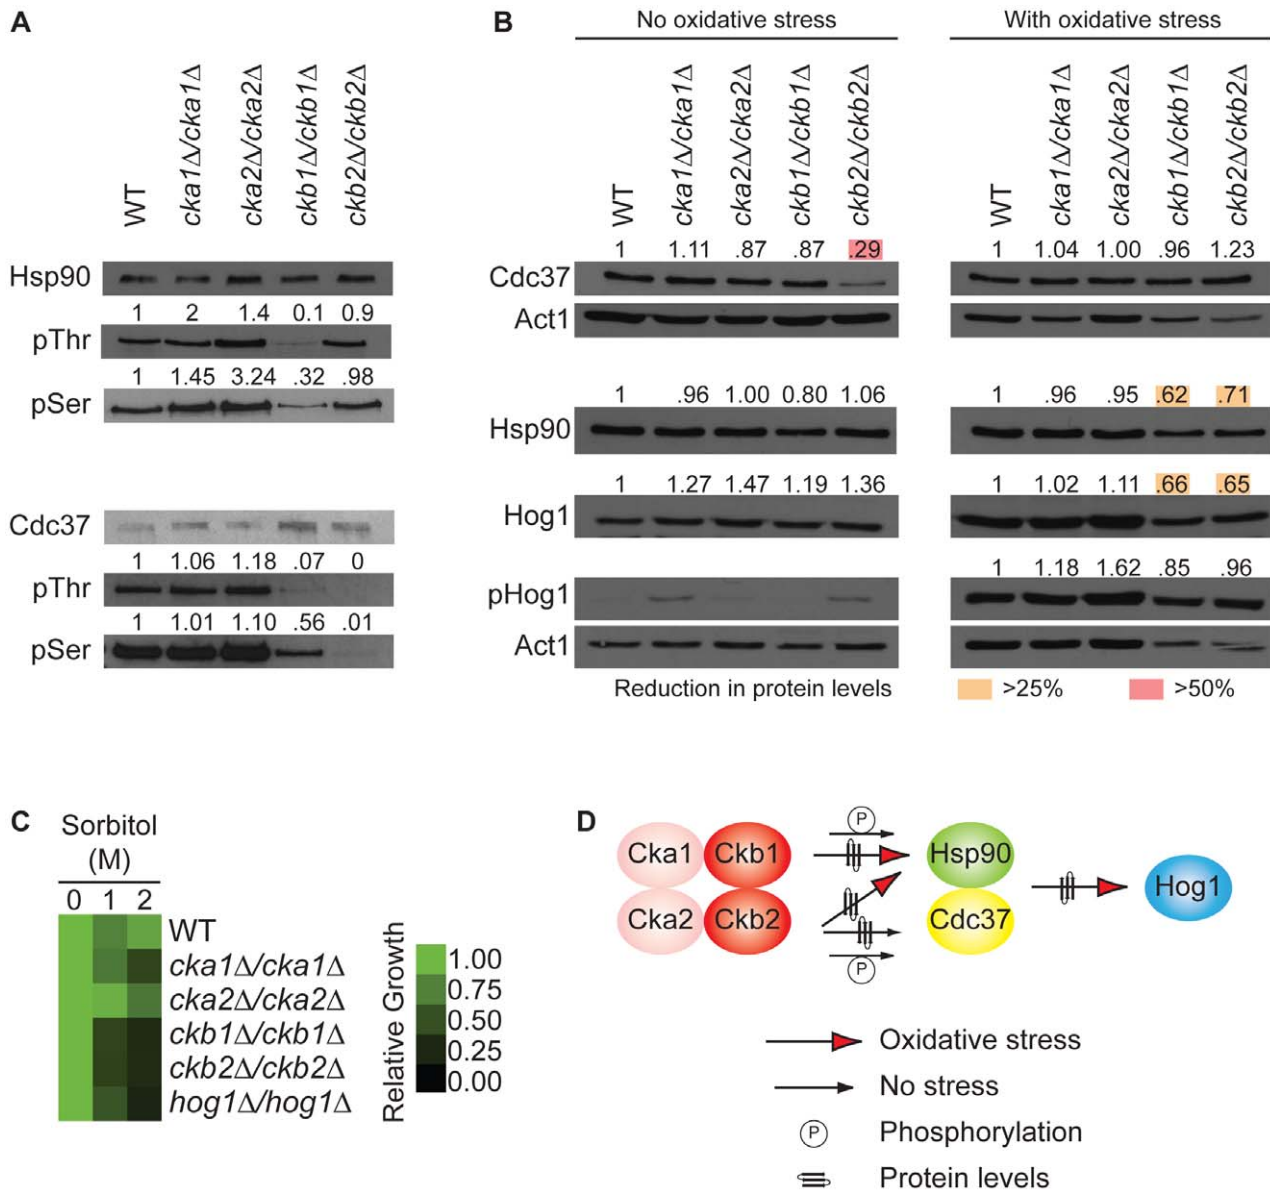 A
WT
cka1Δ/cka1Δ
cka2Δ/cka2Δ
ckb1Δ/ckb1Δ
ckb2Δ/ckb2Δ
Hsp90
1 2 1.4 0.1 0.9
pThr
1 1.45 3.24 .32 .98
pSer
Cdc37
1 1.06 1.18 .07 0
pThr
1 1.01 1.10 .56 .01
pSer
B
No oxidative stress
With oxidative stress
WT
cka1Δ/cka1Δ
cka2Δ/cka2Δ
ckb1Δ/ckb1Δ
ckb2Δ/ckb2Δ
WT
cka1Δ/cka1Δ
cka2Δ/cka2Δ
ckb1Δ/ckb1Δ
ckb2Δ/ckb2Δ
1 1.11 .87 .87 .29 1 1.04 1.00 .96 1.23
Cdc37
Act1
1 .96 1.00 0.80 1.06 1 .96 .95 .62 .71
Hsp90
1 1.27 1.47 1.19 1.36 1 1.02 1.11 .66 .65
Hog1
1 1.18 1.62 .85 .96
pHog1
Act1
Reduction in protein levels >25% >50%
C
Sorbitol
(M)
0 1 2
WT
cka1Δ/cka1Δ
cka2Δ/cka2Δ
ckb1Δ/ckb1Δ
ckb2Δ/ckb2Δ
hog1Δ/hog1Δ
Relative Growth
1.00
0.75
0.50
0.25
0.00
D
P
Cka1 Ckb1 Hsp90
Hog1
Cka2 Ckb2 Cdc37
P
Oxidative stress
No stress
P Phosphorylation
Protein levels